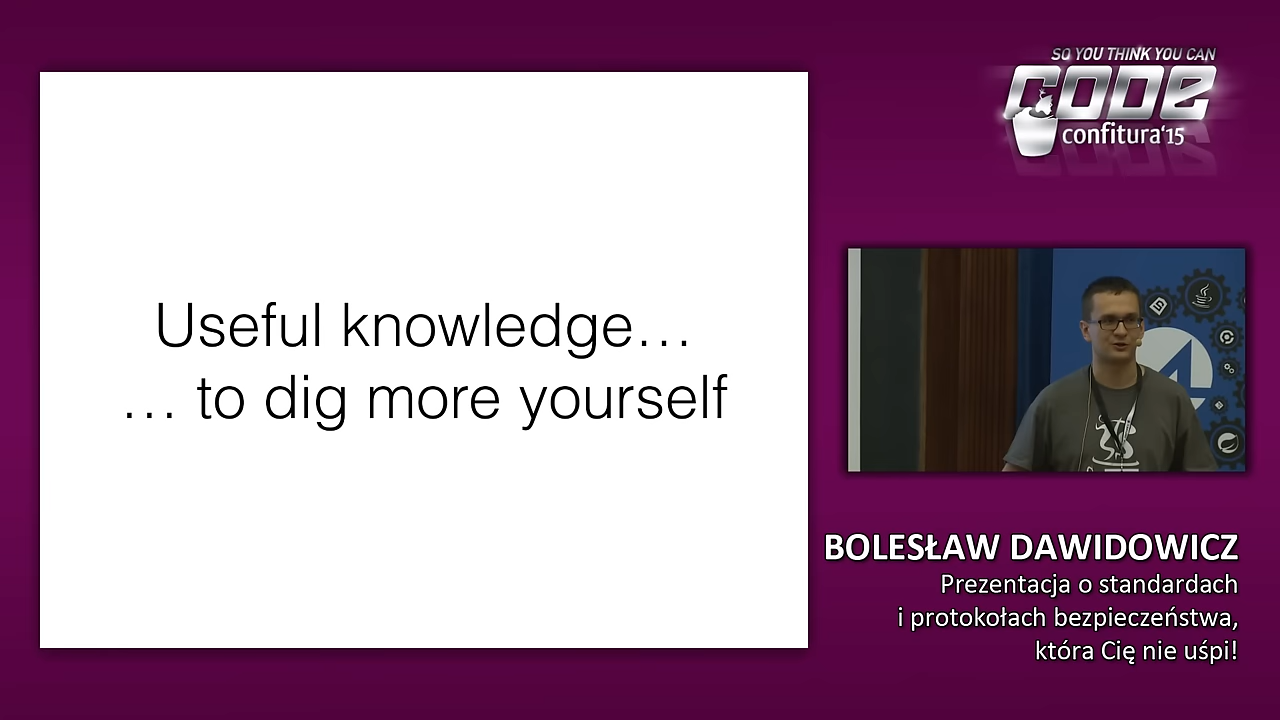 Useful knowledge…
… to dig more yourself
SO YOU THINK YOU CAN
CODE
confitura'15
BOLESŁAW DAWIDOWICZ
Prezentacja o standardach
i protokołach bezpieczeństwa,
która Cię nie uśpi!